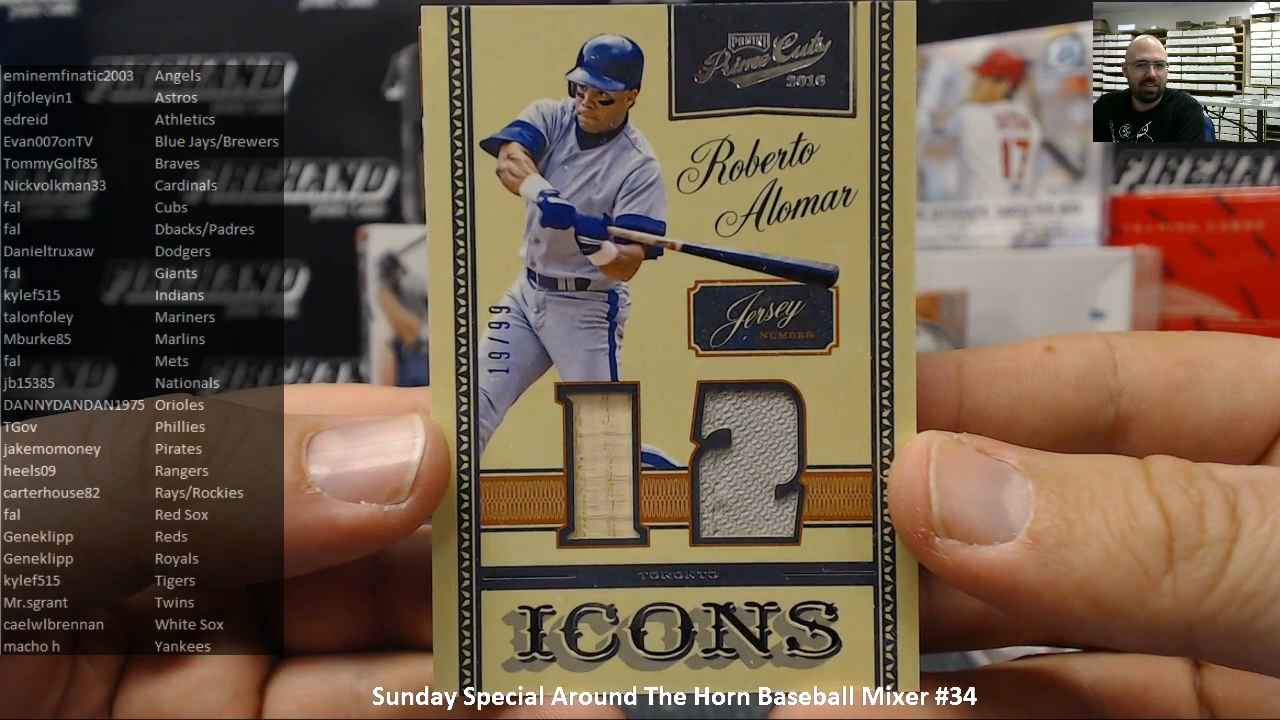 eminemfinatic2003 Angels
djfoleyin1 Astros
edreid Athletics
Evan007onTV Blue Jays/Brewers
TommyGolf85 Braves
Nickvolkman33 Cardinals
fal Cubs
fal Dbacks/Padres
Danieltruxaw Dodgers
fal Giants
kylef515 Indians
talonfoley Mariners
Mburke85 Marlins
fal Mets
jb15385 Nationals
DANNYDANDAN1975 Orioles
TGov Phillies
jakemomoney Pirates
heels09 Rangers
carterhouse82 Rays/Rockies
fal Red Sox
Geneklipp Reds
Geneklipp Royals
kylef515 Tigers
Mr.sgrant Twins
caelwlbrennan White Sox
macho h Yankees
PANINI
Prime Cuts
2016
Roberto
Alomar
Jersey
NUMBER
19/99
12
TORONTO
ICONS
17
FIREHAND
Sunday Special Around The Horn Baseball Mixer #34